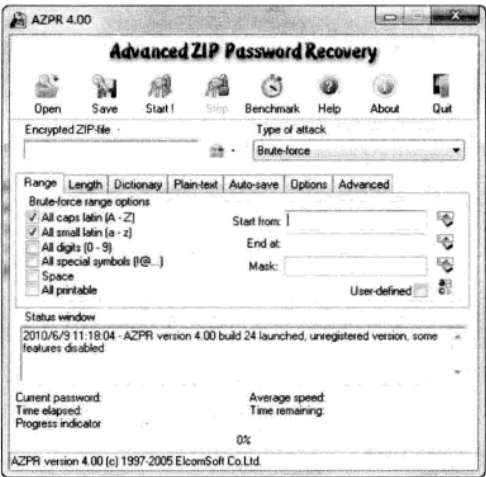 AZPR 4.00
Advanced ZIP Password Recovery
Open Save Start! Stop Benchmark Help About Quit
Encrypted ZIP-file Type of attack
Brute-force
Range Length Dictionary Plain-text Auto-save Options Advanced
Brute-force range options
All caps latin (A - Z) Start from:
All small latin (a - z)
All digits (0 - 9) End at:
All special symbols (!@...) Mask:
Space
All printable User-defined
Status window
2010/6/9 11:18:04 - AZPR version 4.00 build 24 launched, unregistered version, some
features disabled
Current password: Average speed:
Time elapsed: Time remaining:
Progress indicator
0%
AZPR version 4.00 (c) 1997-2005 ElcomSoft Co.Ltd.